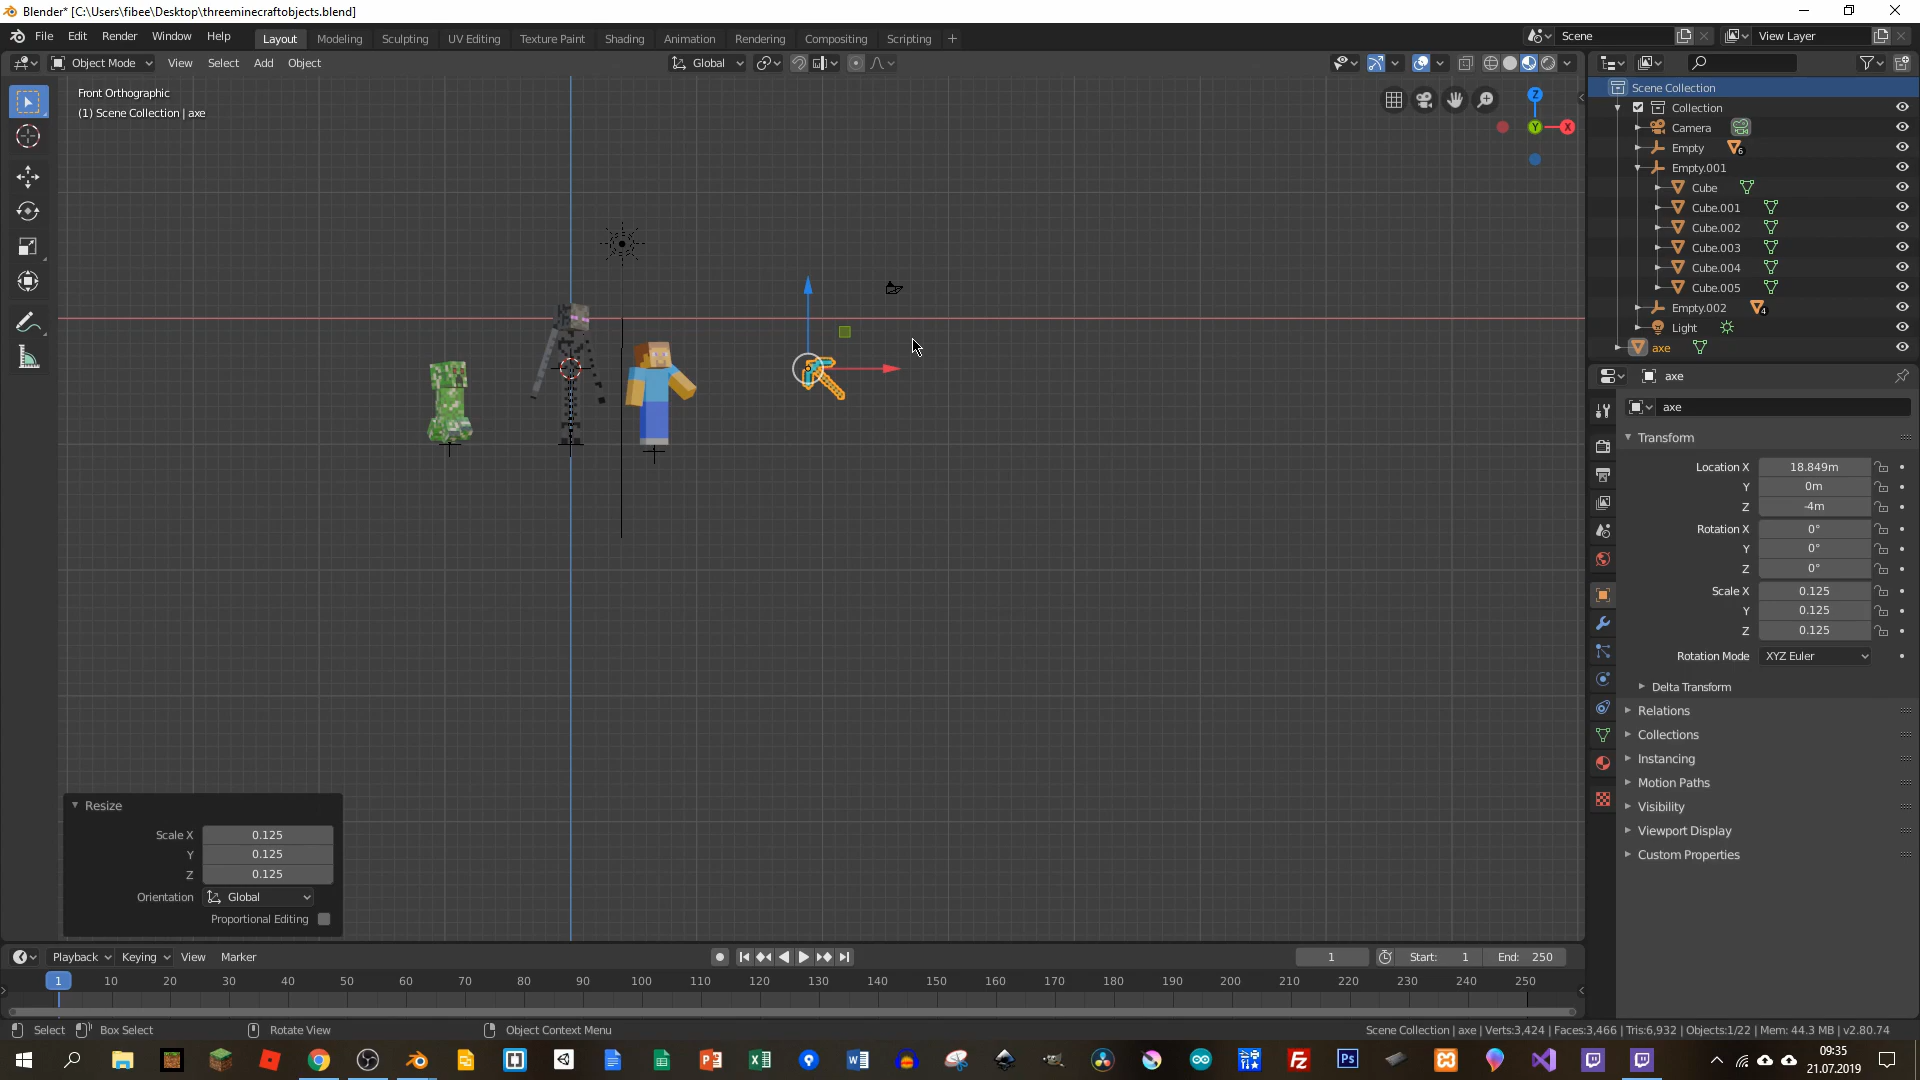 Blender* [C:\Users\fibee\Desktop\threeminecraftobjects.blend]
File Edit Render Window Help Layout Modeling Sculpting UV Editing Texture Paint Shading Animation Rendering Compositing Scripting + Scene View Layer
Object Mode View Select Add Object Global
Front Orthographic
(1) Scene Collection | axe
Z
Y
X
Scene Collection
Collection
Camera
Empty 6
Empty.001
Cube
Cube.001
Cube.002
Cube.003
Cube.004
Cube.005
Empty.002 4
Light
axe
axe
axe
Transform
Location X 18.849m
Y 0m
Z -4m
Rotation X 0°
Y 0°
Z 0°
Scale X 0.125
Y 0.125
Z 0.125
Rotation Mode XYZ Euler
Delta Transform
Relations
Collections
Instancing
Motion Paths
Visibility
Viewport Display
Custom Properties
Resize
Scale X 0.125
Y 0.125
Z 0.125
Orientation Global
Proportional Editing
Playback Keying View Marker 1 Start: 1 End: 250
1 10 20 30 40 50 60 70 80 90 100 110 120 130 140 150 160 170 180 190 200 210 220 230 240 250
Select Box Select Rotate View Object Context Menu Scene Collection | axe | Verts:3,424 | Faces:3,466 | Tris:6,932 | Objects:1/22 | Mem: 44.3 MB | v2.80.74
09:35
21.07.2019